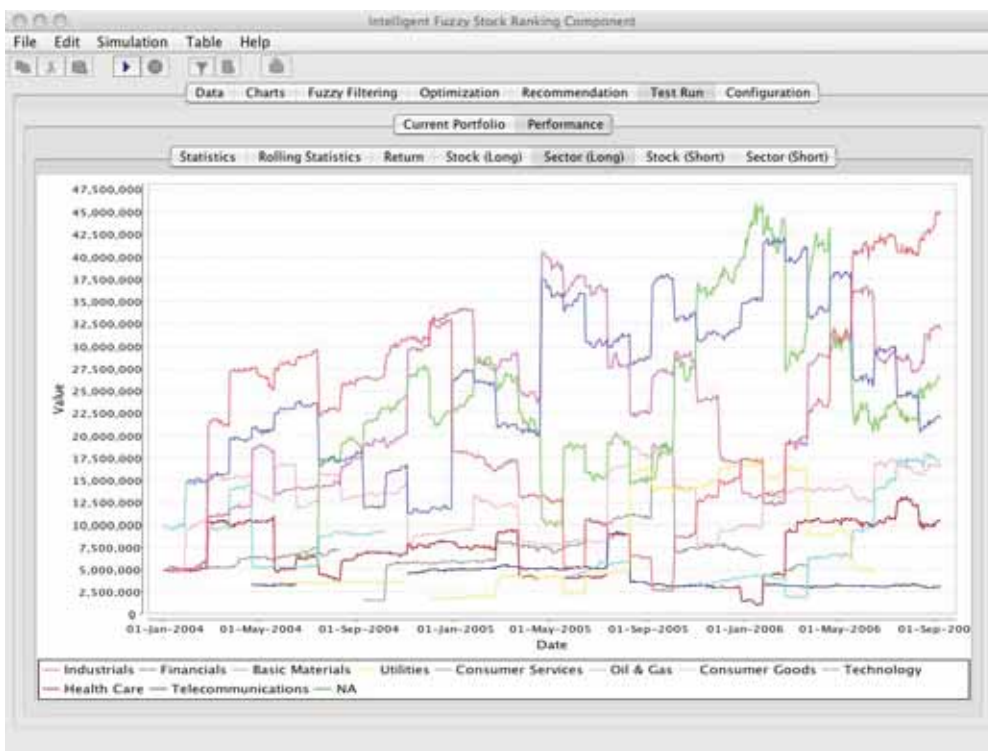 Intelligent Fuzzy Stock Ranking Component
File Edit Simulation Table Help
Data Charts Fuzzy Filtering Optimization Recommendation Test Run Configuration
Current Portfolio Performance
Statistics Rolling Statistics Return Stock (Long) Sector (Long) Stock (Short) Sector (Short)
47,500,000
45,000,000
42,500,000
40,000,000
37,500,000
35,000,000
32,500,000
30,000,000
27,500,000
25,000,000
22,500,000
20,000,000
17,500,000
15,000,000
12,500,000
10,000,000
7,500,000
5,000,000
2,500,000
0
Value
01-Jan-2004 01-May-2004 01-Sep-2004 01-Jan-2005 01-May-2005 01-Sep-2005 01-Jan-2006 01-May-2006 01-Sep-200
Date
Industrials Financials Basic Materials Utilities Consumer Services Oil & Gas Consumer Goods Technology
Health Care Telecommunications NA